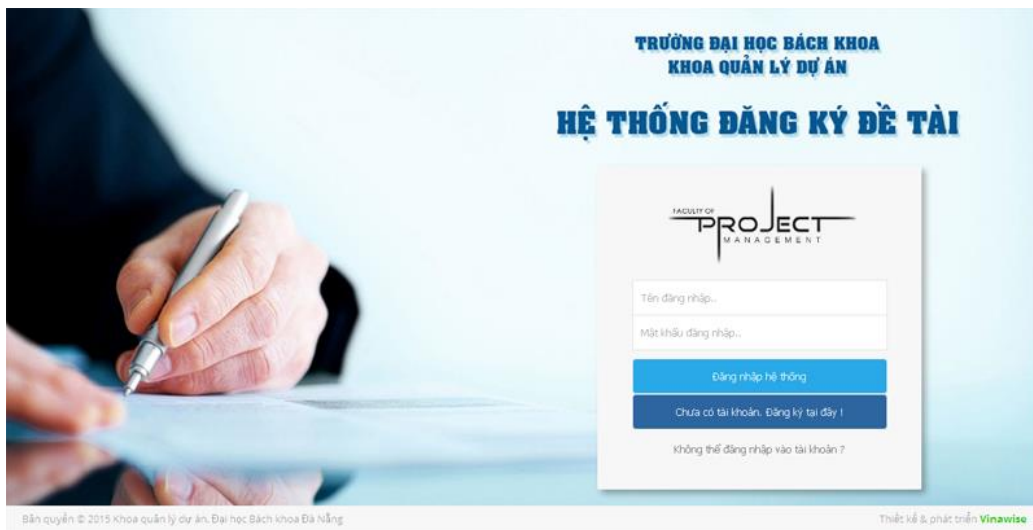 TRƯỜNG ĐẠI HỌC BÁCH KHOA
KHOA QUẢN LÝ DỰ ÁN
HỆ THỐNG ĐĂNG KÝ ĐỀ TÀI
FACULTY OF
PROJECT
MANAGEMENT
Tên đăng nhập..
Mật khẩu đăng nhập..
Đăng nhập hệ thống
Chưa có tài khoản. Đăng ký tại đây !
Không thể đăng nhập vào tài khoản ?
Bản quyền © 2015 Khoa quản lý dự án. Đại học Bách khoa Đà Nẵng
Thiết kế & phát triển Vinawise